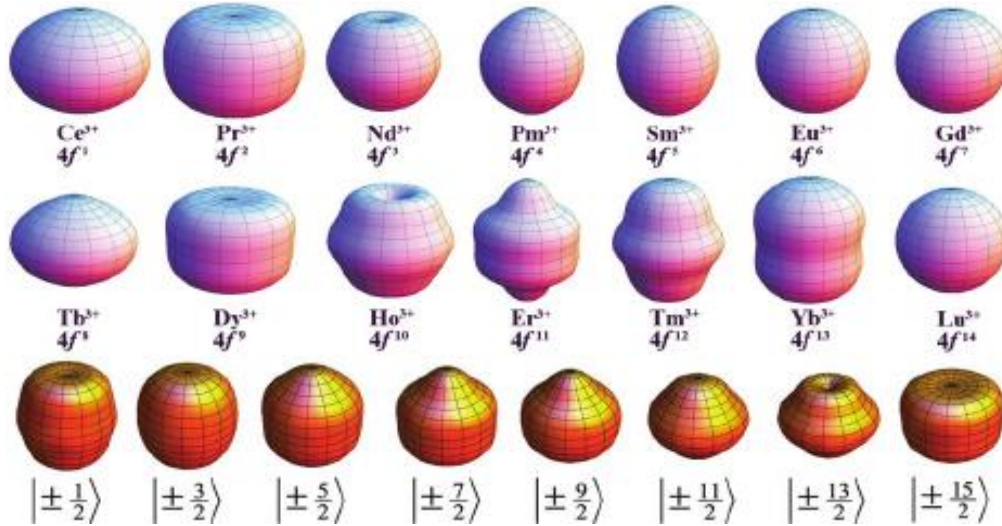 Ce³⁺ Pr³⁺ Nd³⁺ Pm³⁺ Sm³⁺ Eu³⁺ Gd³⁺
4f¹ 4f² 4f³ 4f⁴ 4f⁵ 4f⁶ 4f⁷
Tb³⁺ Dy³⁺ Ho³⁺ Er³⁺ Tm³⁺ Yb³⁺ Lu³⁺
4f⁸ 4f⁹ 4f¹⁰ 4f¹¹ 4f¹² 4f¹³ 4f¹⁴
|± 1/2⟩ |± 3/2⟩ |± 5/2⟩ |± 7/2⟩ |± 9/2⟩ |± 11/2⟩ |± 13/2⟩ |± 15/2⟩